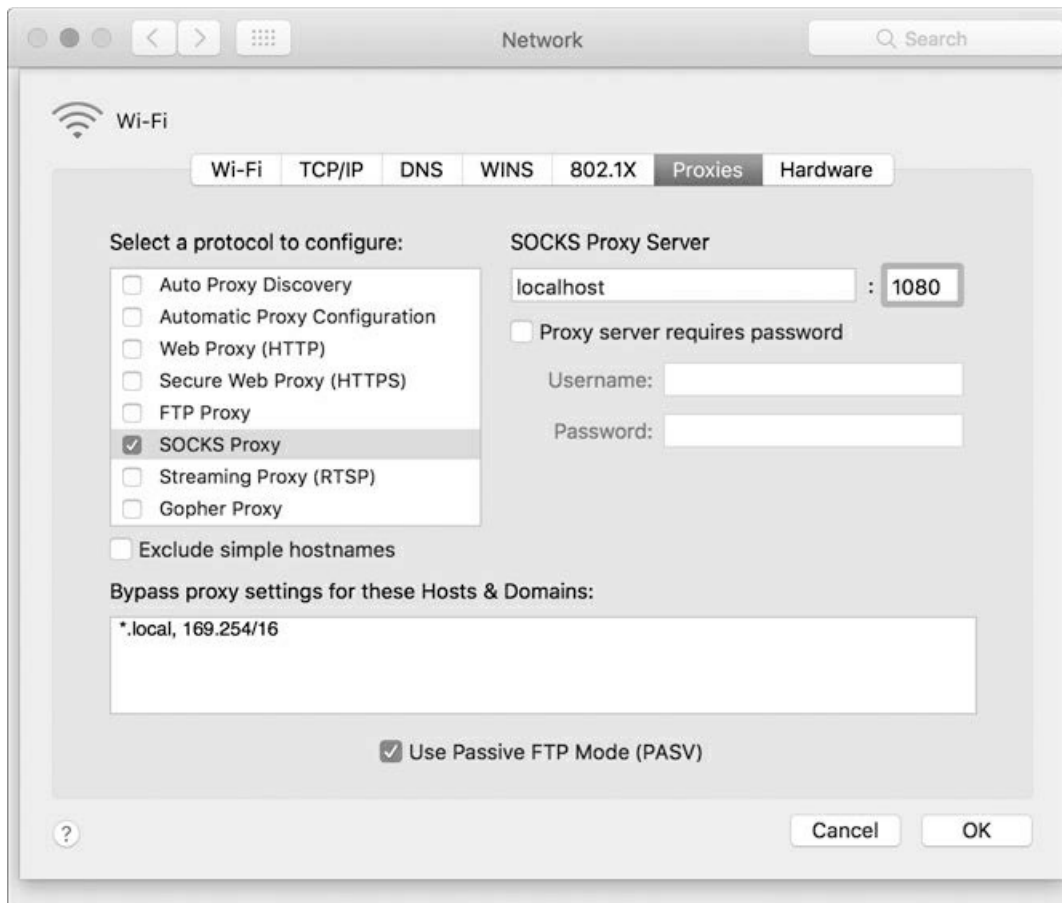 Network
Search
Wi-Fi
Wi-Fi TCP/IP DNS WINS 802.1X Proxies Hardware
Select a protocol to configure:
Auto Proxy Discovery
Automatic Proxy Configuration
Web Proxy (HTTP)
Secure Web Proxy (HTTPS)
FTP Proxy
SOCKS Proxy
Streaming Proxy (RTSP)
Gopher Proxy
Exclude simple hostnames
SOCKS Proxy Server
localhost : 1080
Proxy server requires password
Username:
Password:
Bypass proxy settings for these Hosts & Domains:
*.local, 169.254/16
Use Passive FTP Mode (PASV)
?
Cancel
OK